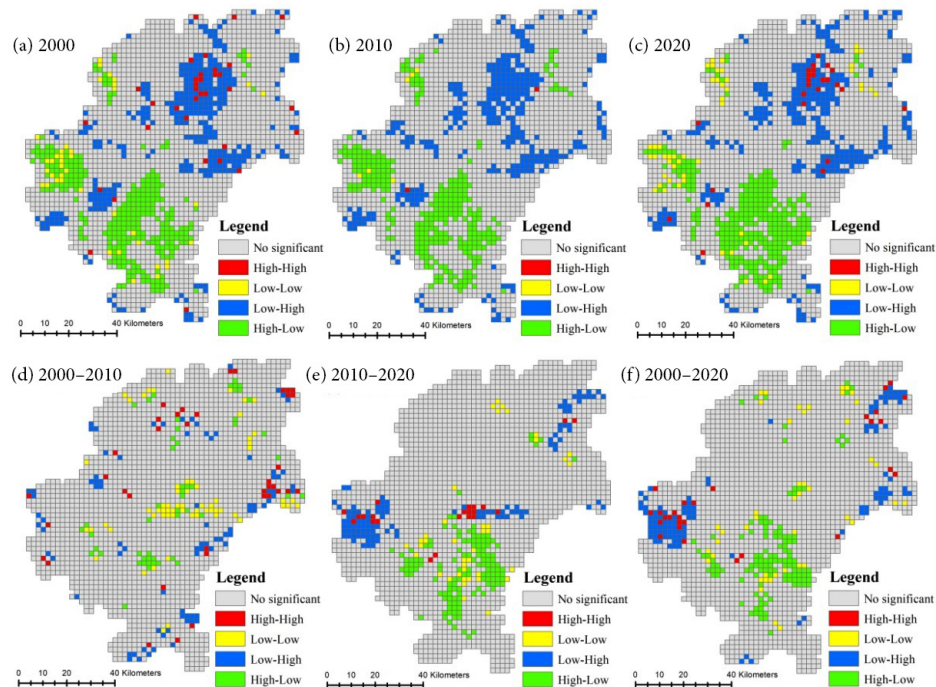 (a) 2000
Legend
No significant
High-High
Low-Low
Low-High
High-Low
0 10 20 40 Kilometers
(b) 2010
Legend
No significant
High-High
Low-Low
Low-High
High-Low
0 10 20 40 Kilometers
(c) 2020
Legend
No significant
High-High
Low-Low
Low-High
High-Low
0 10 20 40 Kilometers
(d) 2000–2010
Legend
No significant
High-High
Low-Low
Low-High
High-Low
0 10 20 40 Kilometers
(e) 2010–2020
Legend
No significant
High-High
Low-Low
Low-High
High-Low
0 10 20 40 Kilometers
(f) 2000–2020
Legend
No significant
High-High
Low-Low
Low-High
High-Low
0 10 20 40 Kilometers